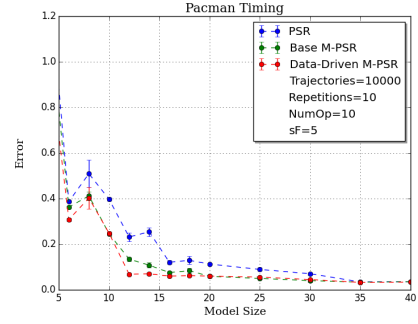 Pacman Timing
1.2
1.0
0.8
0.6
0.4
0.2
0.0
Error
PSR
Base M-PSR
Data-Driven M-PSR
Trajectories=10000
Repetitions=10
NumOp=10
sF=5
5 10 15 20 25 30 35 40
Model Size